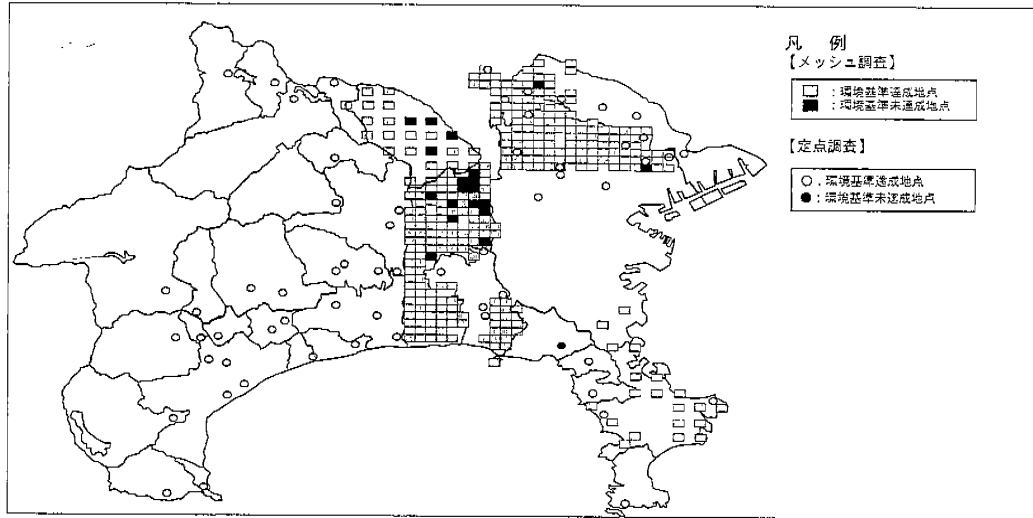 凡 例
【メッシュ調査】
□ : 環境基準達成地点
■ : 環境基準未達成地点
【定点調査】
○ : 環境基準達成地点
● : 環境基準未達成地点